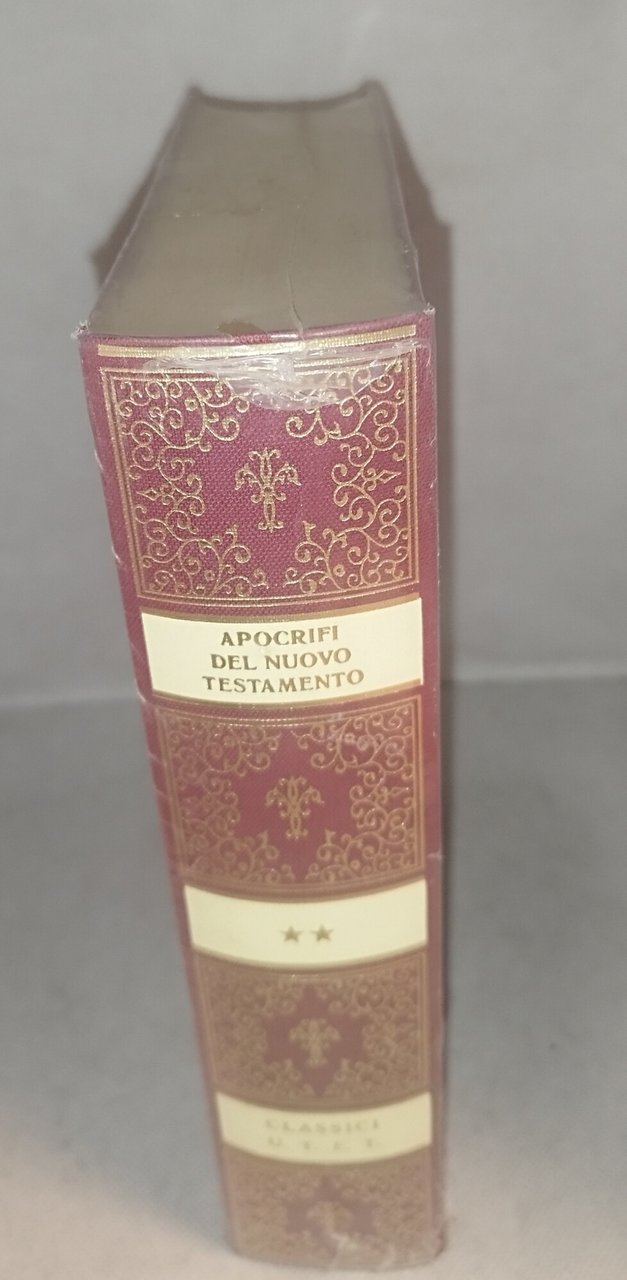 APOCRIFI
DEL NUOVO
TESTAMENTO
★★
CLASSICI
U. T. E. T.